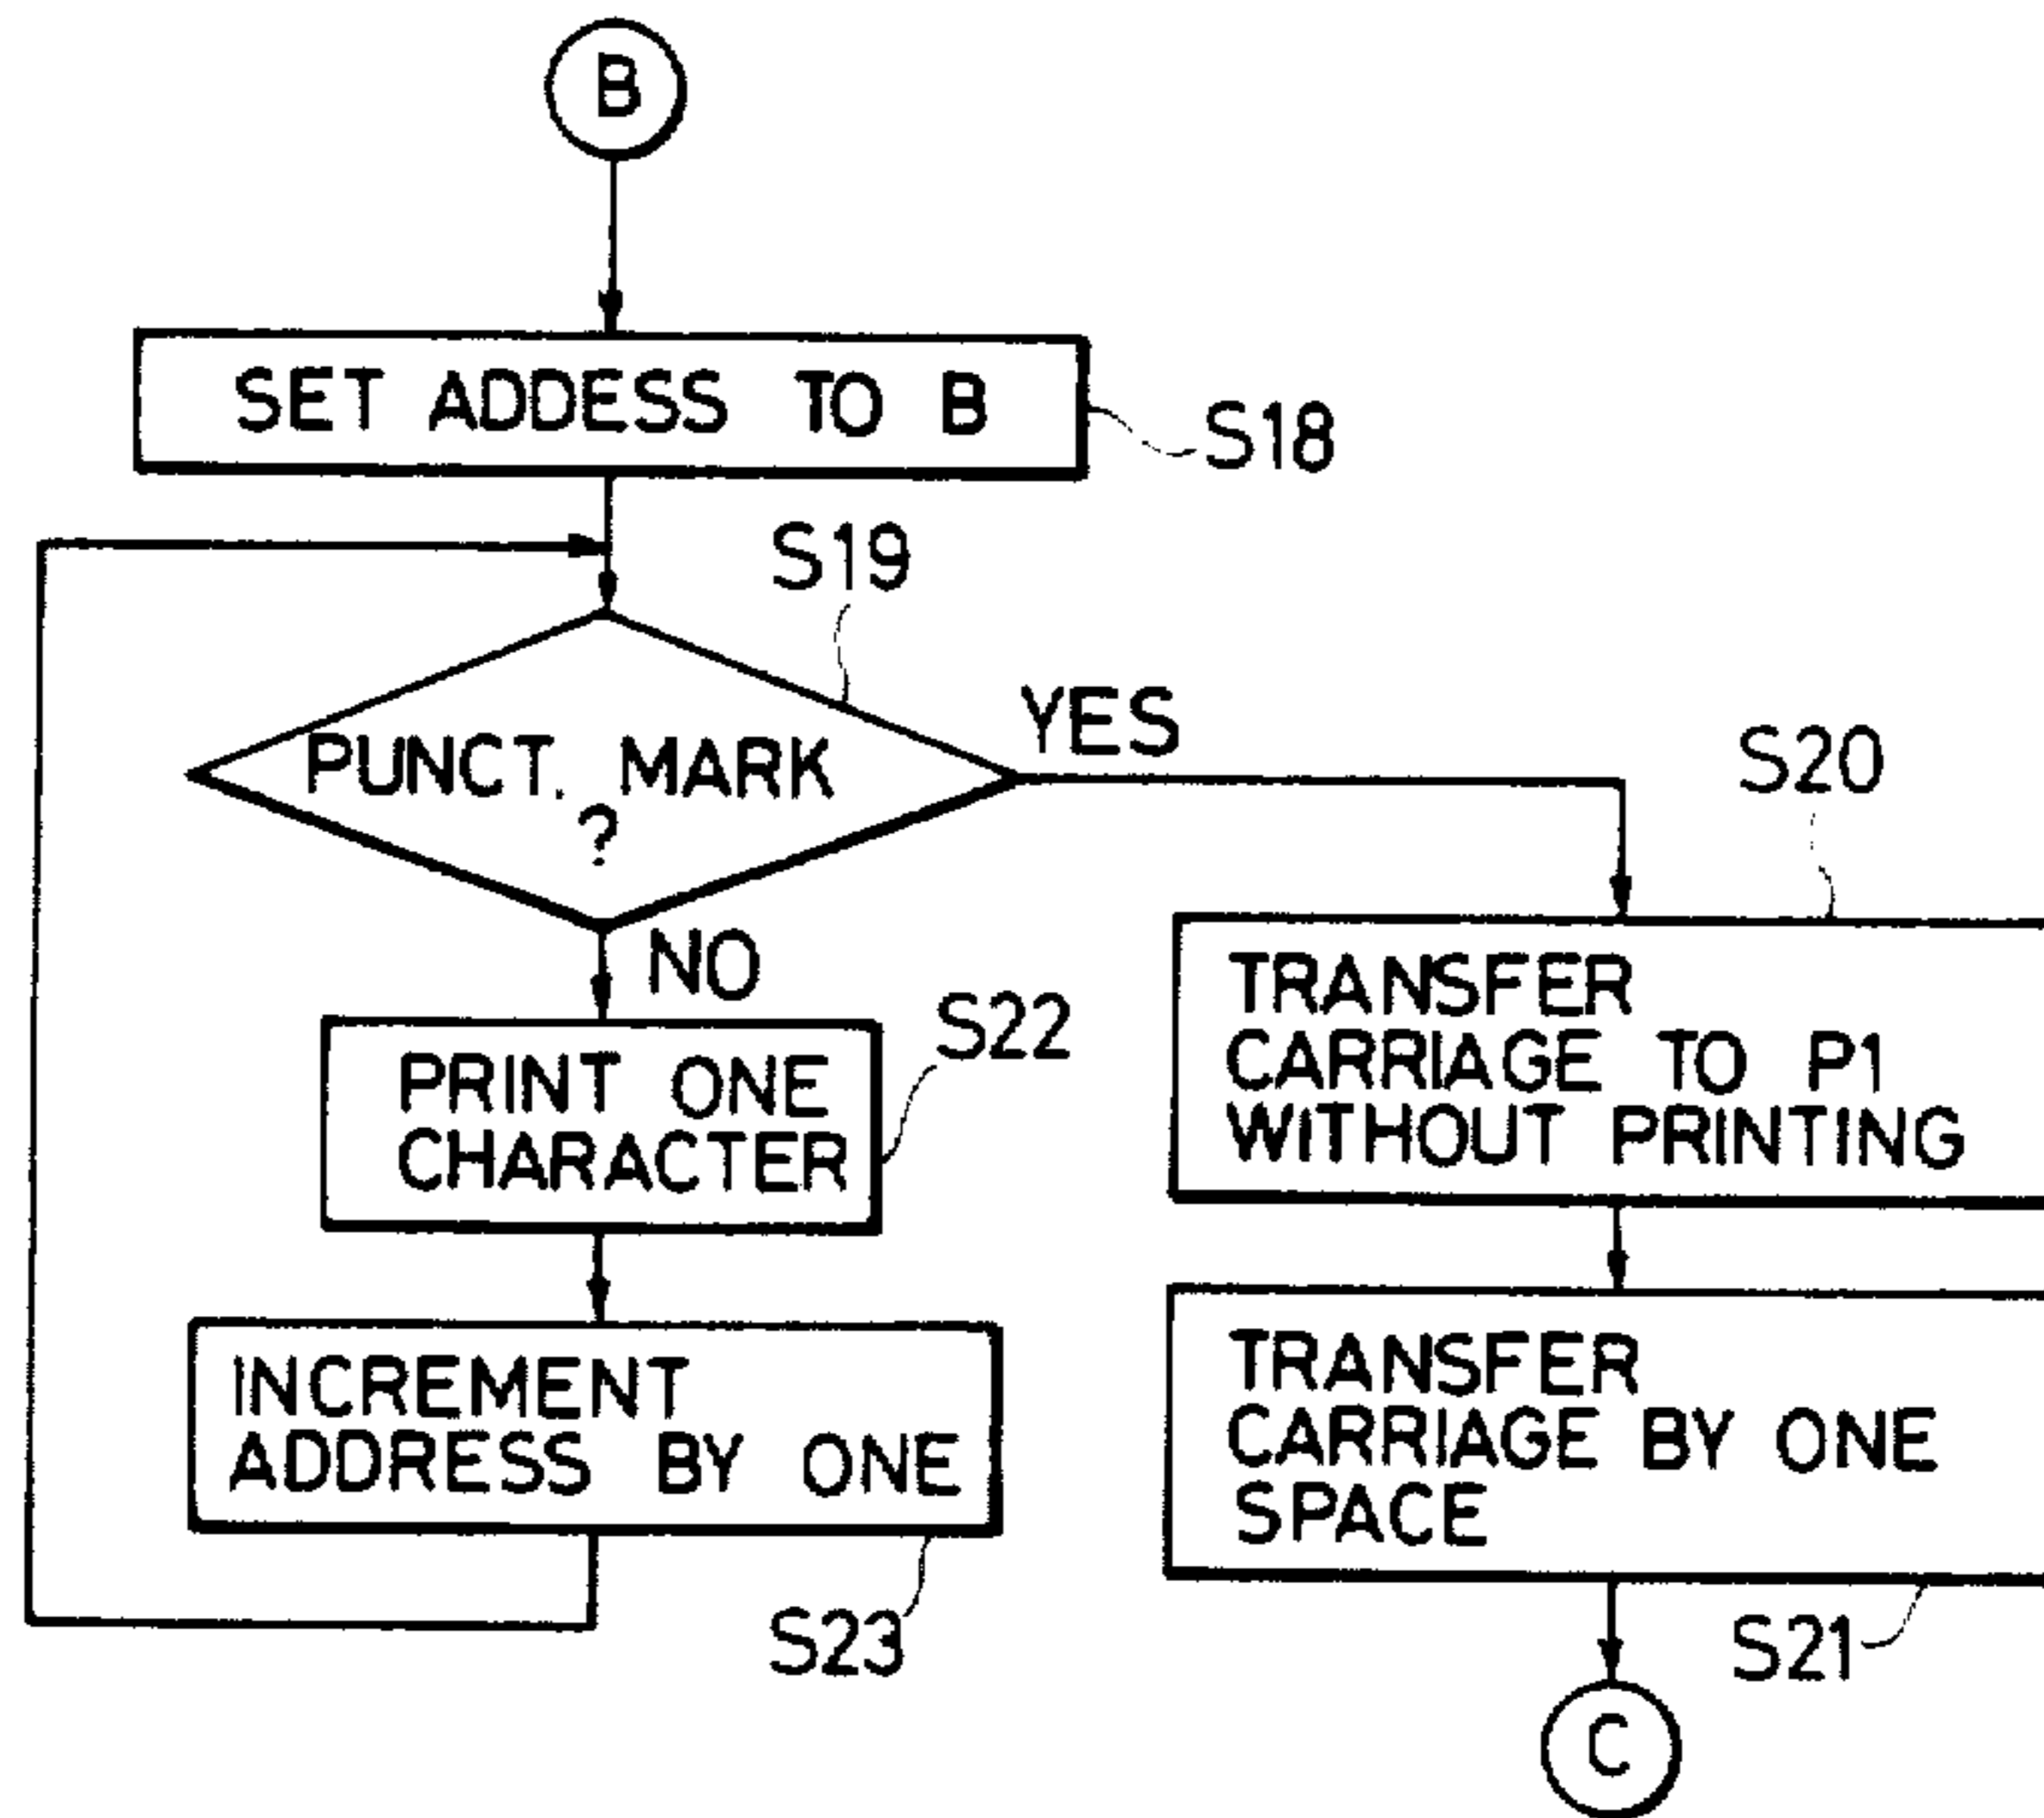 B
SET ADDESS TO B
S18
S19
PUNCT. MARK
?
YES
NO
S20
TRANSFER
CARRIAGE TO P1
WITHOUT PRINTING
S22
PRINT ONE
CHARACTER
INCREMENT
ADDRESS BY ONE
S23
TRANSFER
CARRIAGE BY ONE
SPACE
S21
C